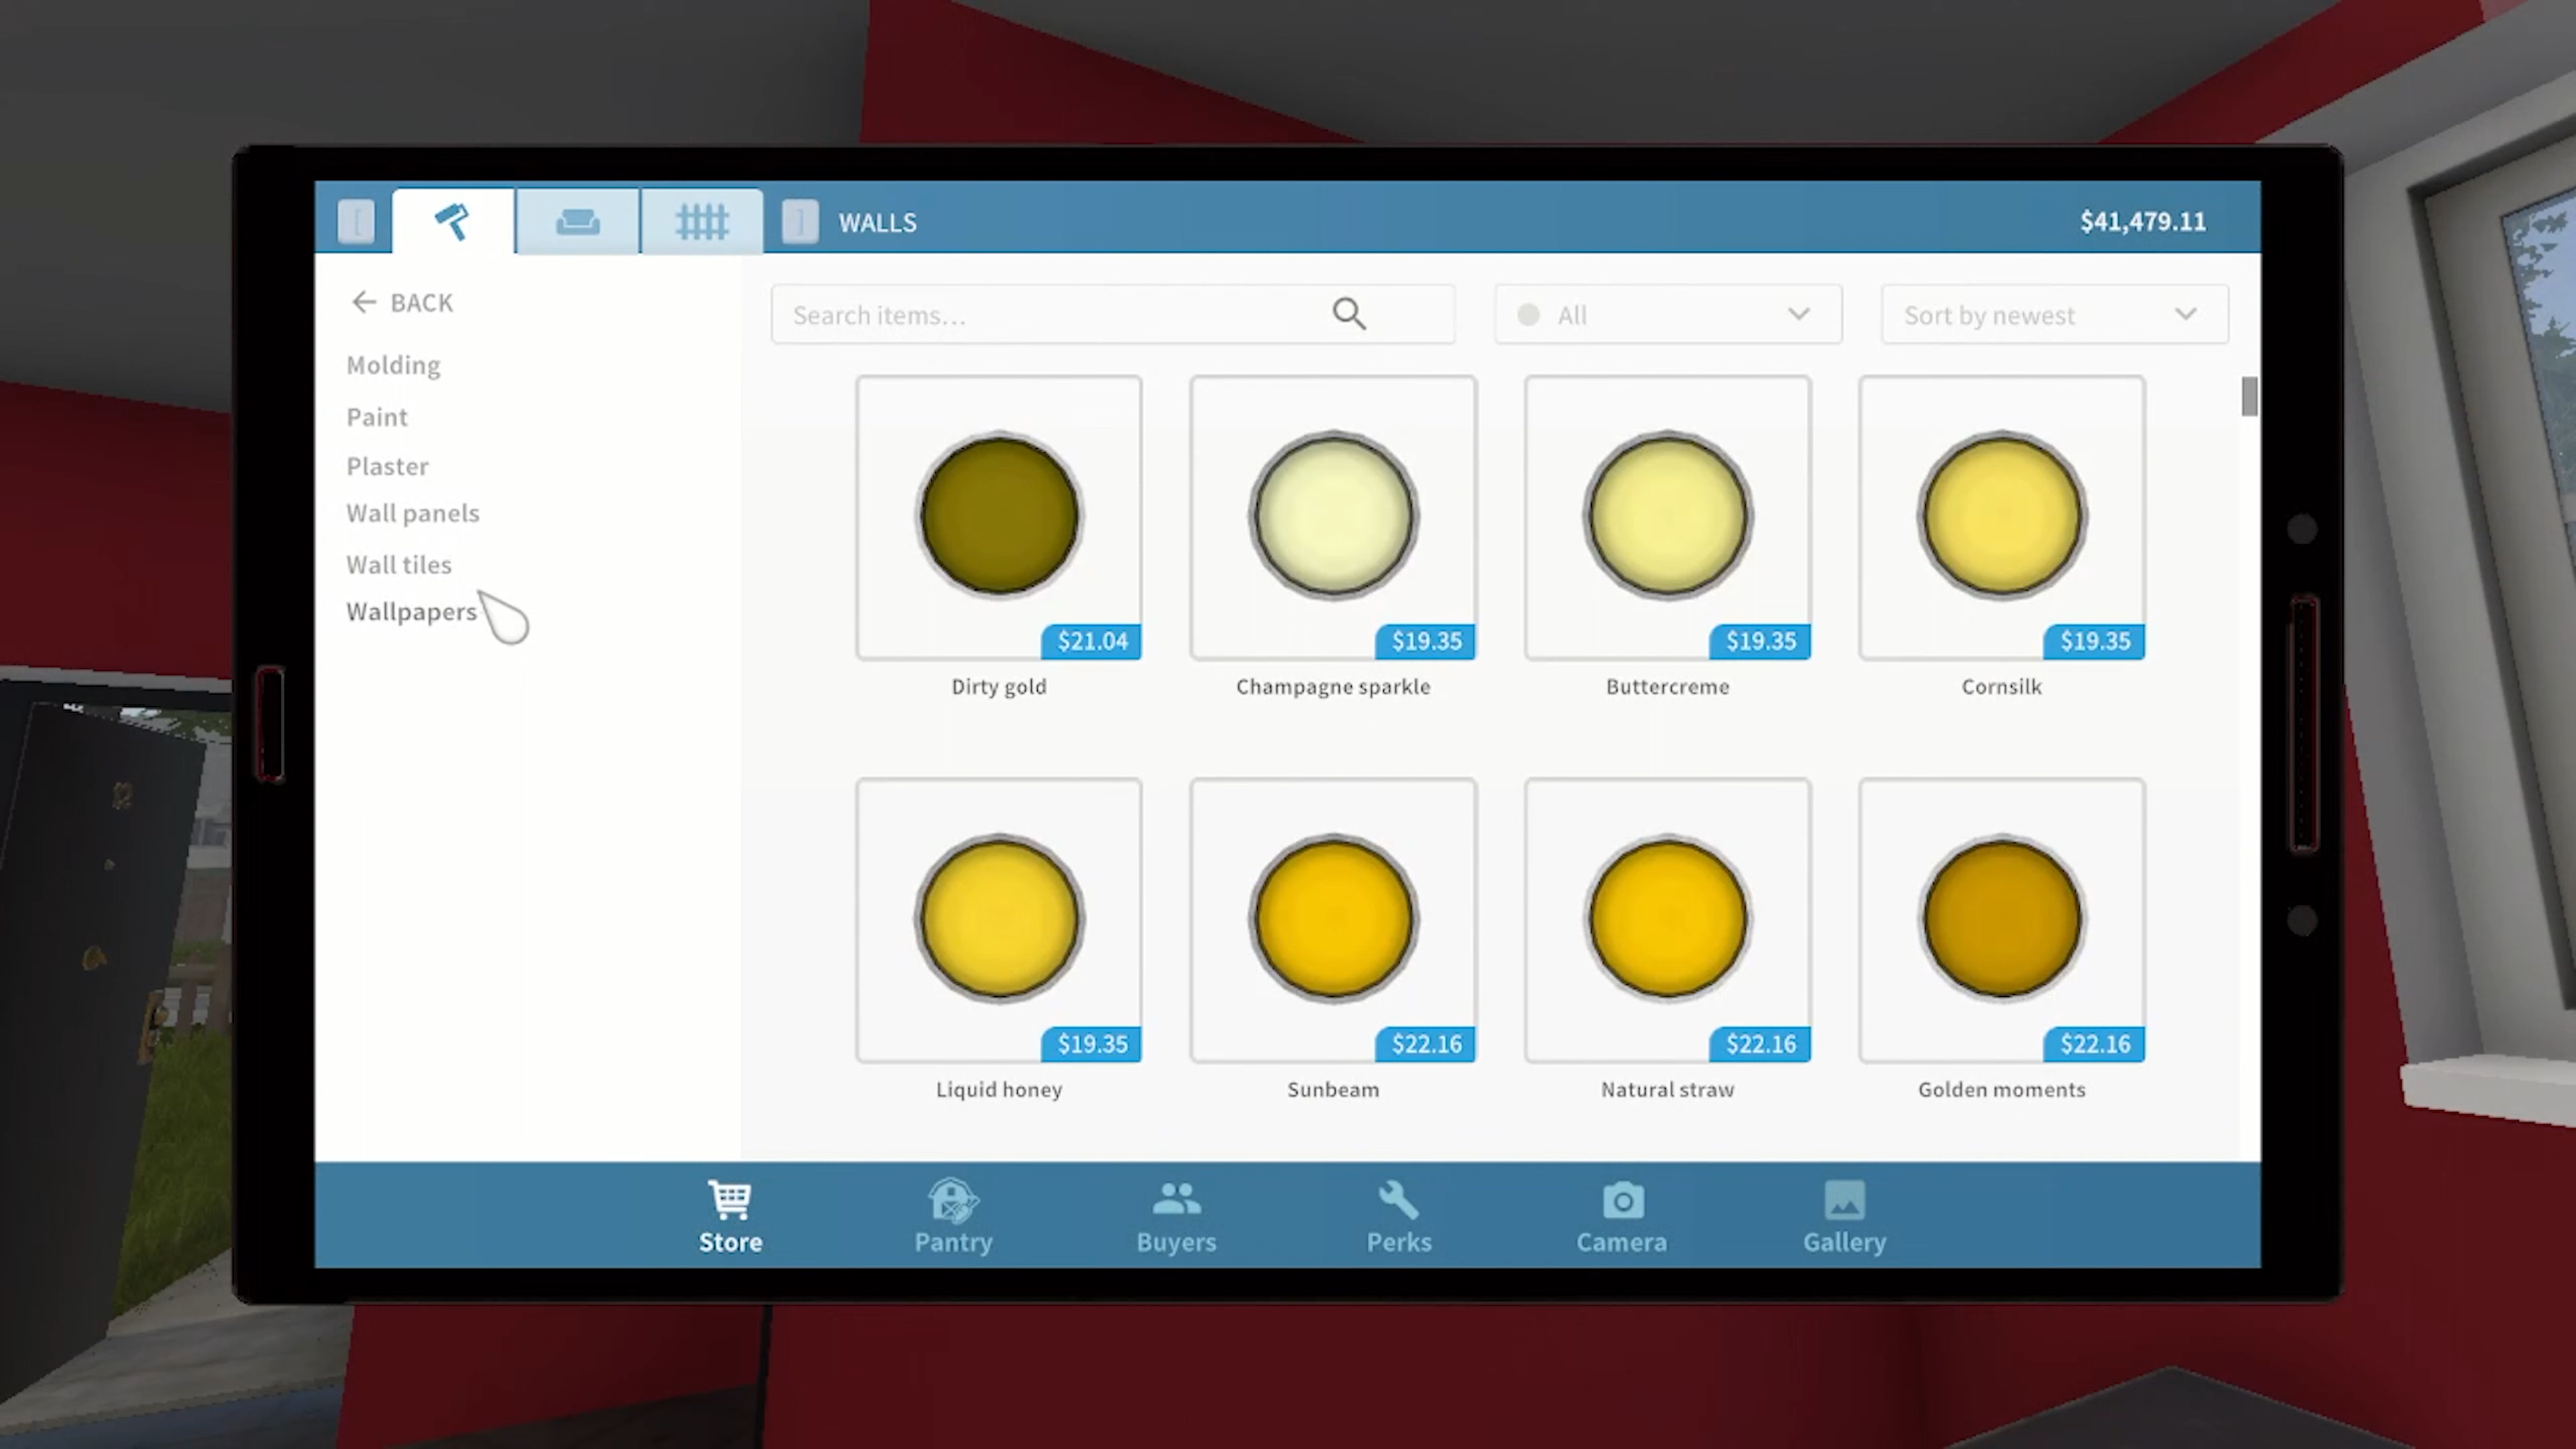 [
]
WALLS
$41,479.11
BACK
Molding
Paint
Plaster
Wall panels
Wall tiles
Wallpapers
Search items...
All
Sort by newest
$21.04
$19.35
$19.35
$19.35
Dirty gold
Champagne sparkle
Buttercreme
Cornsilk
$19.35
$22.16
$22.16
$22.16
Liquid honey
Sunbeam
Natural straw
Golden moments
Store
Pantry
Buyers
Perks
Camera
Gallery